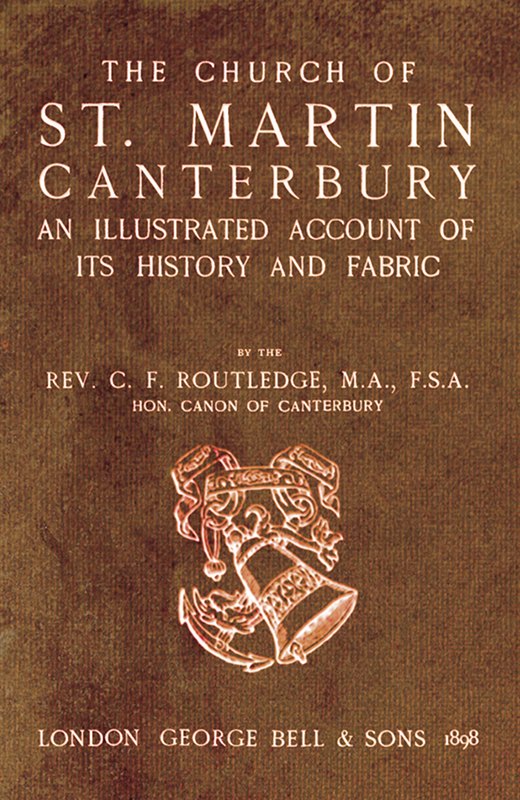 THE CHURCH OF
ST. MARTIN
CANTERBURY
AN ILLUSTRATED ACCOUNT OF
ITS HISTORY AND FABRIC
BY THE
REV. C. F. ROUTLEDGE, M.A., F.S.A.
HON. CANON OF CANTERBURY
LONDON GEORGE BELL & SONS 1898